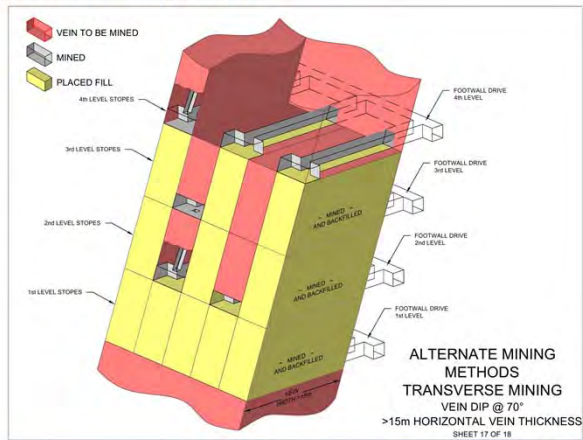 VEIN TO BE MINED
MINED
PLACED FILL
4th LEVEL STOPES
3rd LEVEL STOPES
2nd LEVEL STOPES
1st LEVEL STOPES
FOOTWALL DRIVE
4th LEVEL
FOOTWALL DRIVE
3rd LEVEL
FOOTWALL DRIVE
2nd LEVEL
FOOTWALL DRIVE
1st LEVEL
~ MINED ~
AND BACKFILLED
~ MINED ~
AND BACKFILLED
~ MINED ~
AND BACKFILLED
VEIN
ALTERNATE MINING
METHODS
TRANSVERSE MINING
VEIN DIP @ 70°
>15m HORIZONTAL VEIN THICKNESS
SHEET 17 OF 18